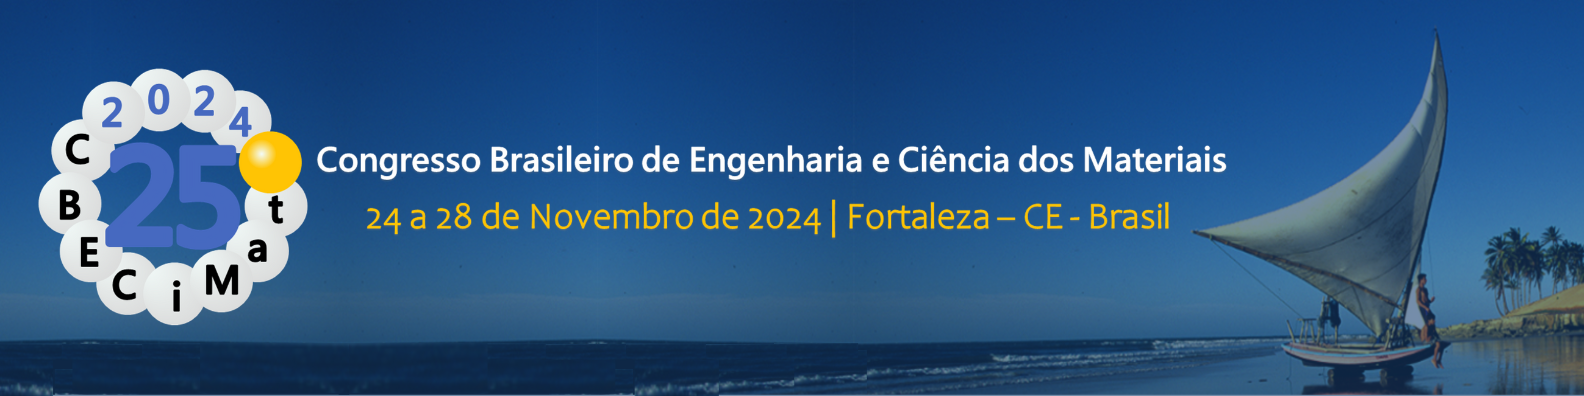 2024
CBECiMat
25
Congresso Brasileiro de Engenharia e Ciência dos Materiais
24 a 28 de Novembro de 2024 | Fortaleza – CE - Brasil